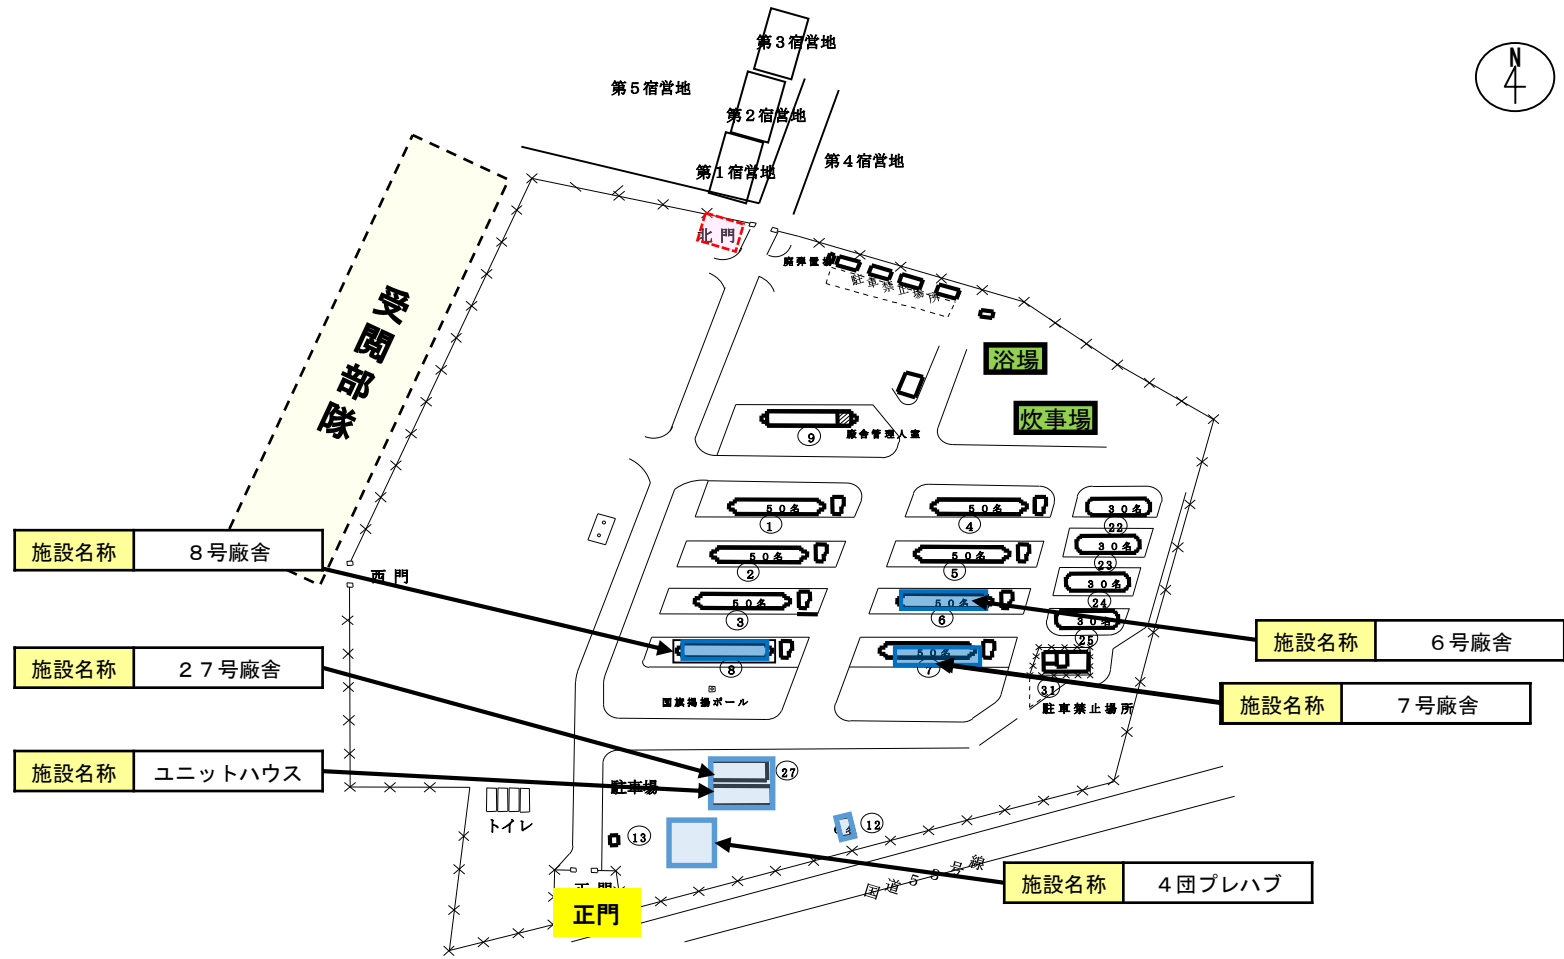 第３宿営地
N
第５宿営地
第２宿営地
第４宿営地
第１宿営地
北 門
廃弾置場
駐車禁止場所
受閲部隊
浴場
炊事場
9
廠舎管理人室
５０名
1
５０名
4
３０名
22
５０名
2
５０名
5
３０名
23
３０名
24
施設名称 ８号廠舎
西 門
５０名
3
５０名
6
３０名
25
施設名称 ６号廠舎
8
５０名
7
31
施設名称 ２７号廠舎
国旗掲揚ポール
駐車禁止場所
施設名称 ７号廠舎
施設名称 ユニットハウス
駐車場
27
トイレ
13
12
国道５３号線
施設名称 ４団プレハブ
正 門
正門